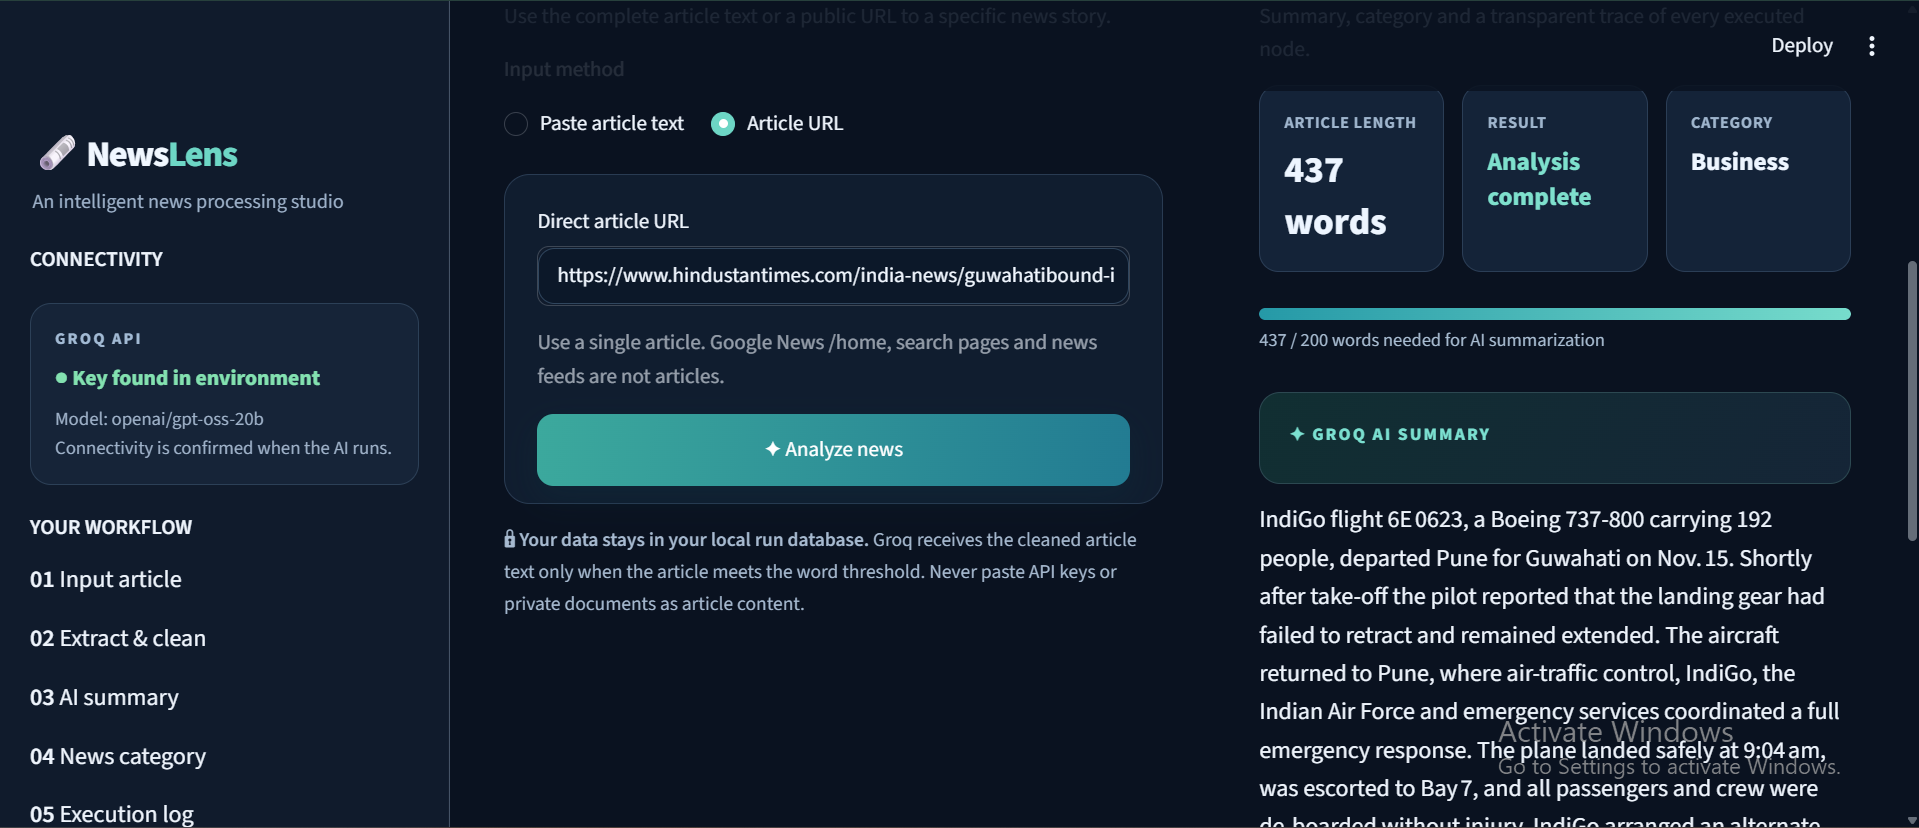 NewsLens
An intelligent news processing studio
CONNECTIVITY
GROQ API
Key found in environment
Model: openai/gpt-oss-20b
Connectivity is confirmed when the AI runs.
YOUR WORKFLOW
01 Input article
02 Extract & clean
03 AI summary
04 News category
05 Execution log
Use the complete article text or a public URL to a specific news story.
Input method
Paste article text
Article URL
Direct article URL
https://www.hindustantimes.com/india-news/guwahatibound-i
Use a single article. Google News /home, search pages and news
feeds are not articles.
✦ Analyze news
Your data stays in your local run database. Groq receives the cleaned article
text only when the article meets the word threshold. Never paste API keys or
private documents as article content.
Summary, category and a transparent trace of every executed
node.
Deploy
ARTICLE LENGTH
437
words
RESULT
Analysis
complete
CATEGORY
Business
437 / 200 words needed for AI summarization
✦ GROQ AI SUMMARY
IndiGo flight 6E 0623, a Boeing 737-800 carrying 192
people, departed Pune for Guwahati on Nov. 15. Shortly
after take-off the pilot reported that the landing gear had
failed to retract and remained extended. The aircraft
returned to Pune, where air-traffic control, IndiGo, the
Indian Air Force and emergency services coordinated a full
emergency response. The plane landed safely at 9:04 am,
was escorted to Bay 7, and all passengers and crew were
de-boarded without injury. IndiGo arranged an alternate
Activate Windows
Go to Settings to activate Windows.